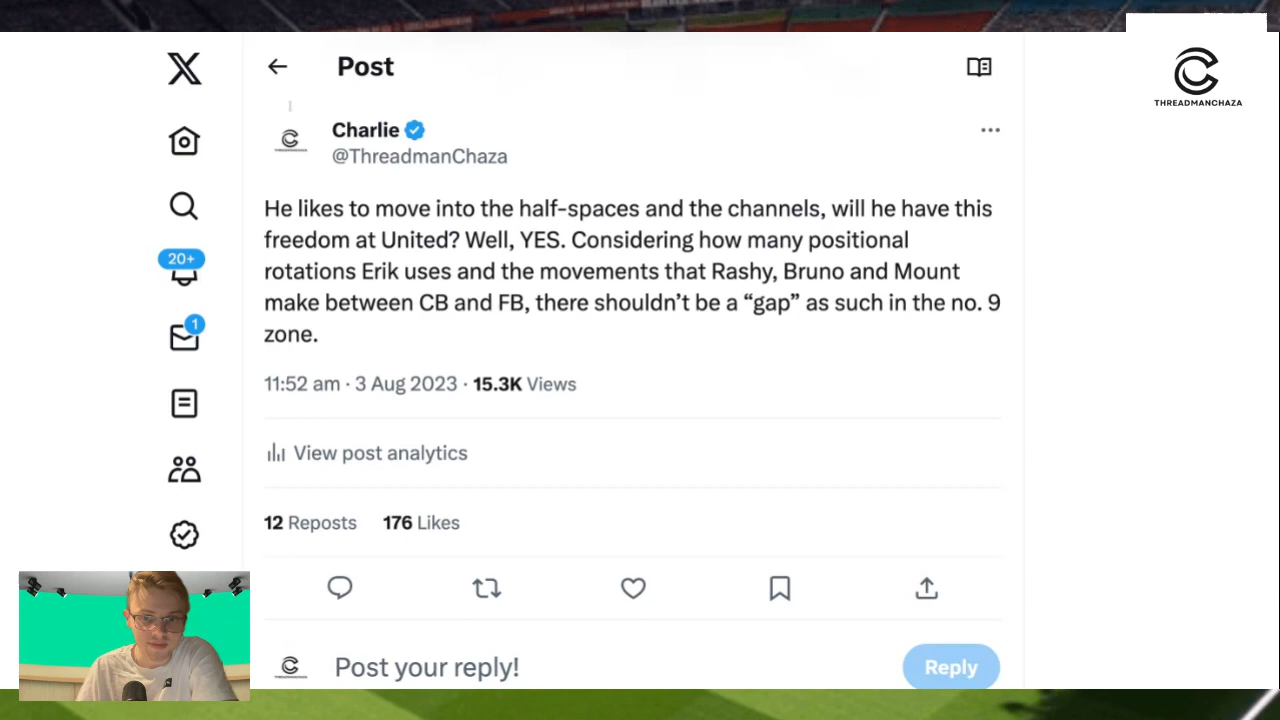 Post
THREADMANCHAZA
Charlie
@ThreadmanChaza
He likes to move into the half-spaces and the channels, will he have this
freedom at United? Well, YES. Considering how many positional
rotations Erik uses and the movements that Rashy, Bruno and Mount
make between CB and FB, there shouldn’t be a “gap” as such in the no. 9
zone.
20+
1
11:52 am · 3 Aug 2023 · 15.3K Views
View post analytics
12 Reposts 176 Likes
Post your reply!
Reply